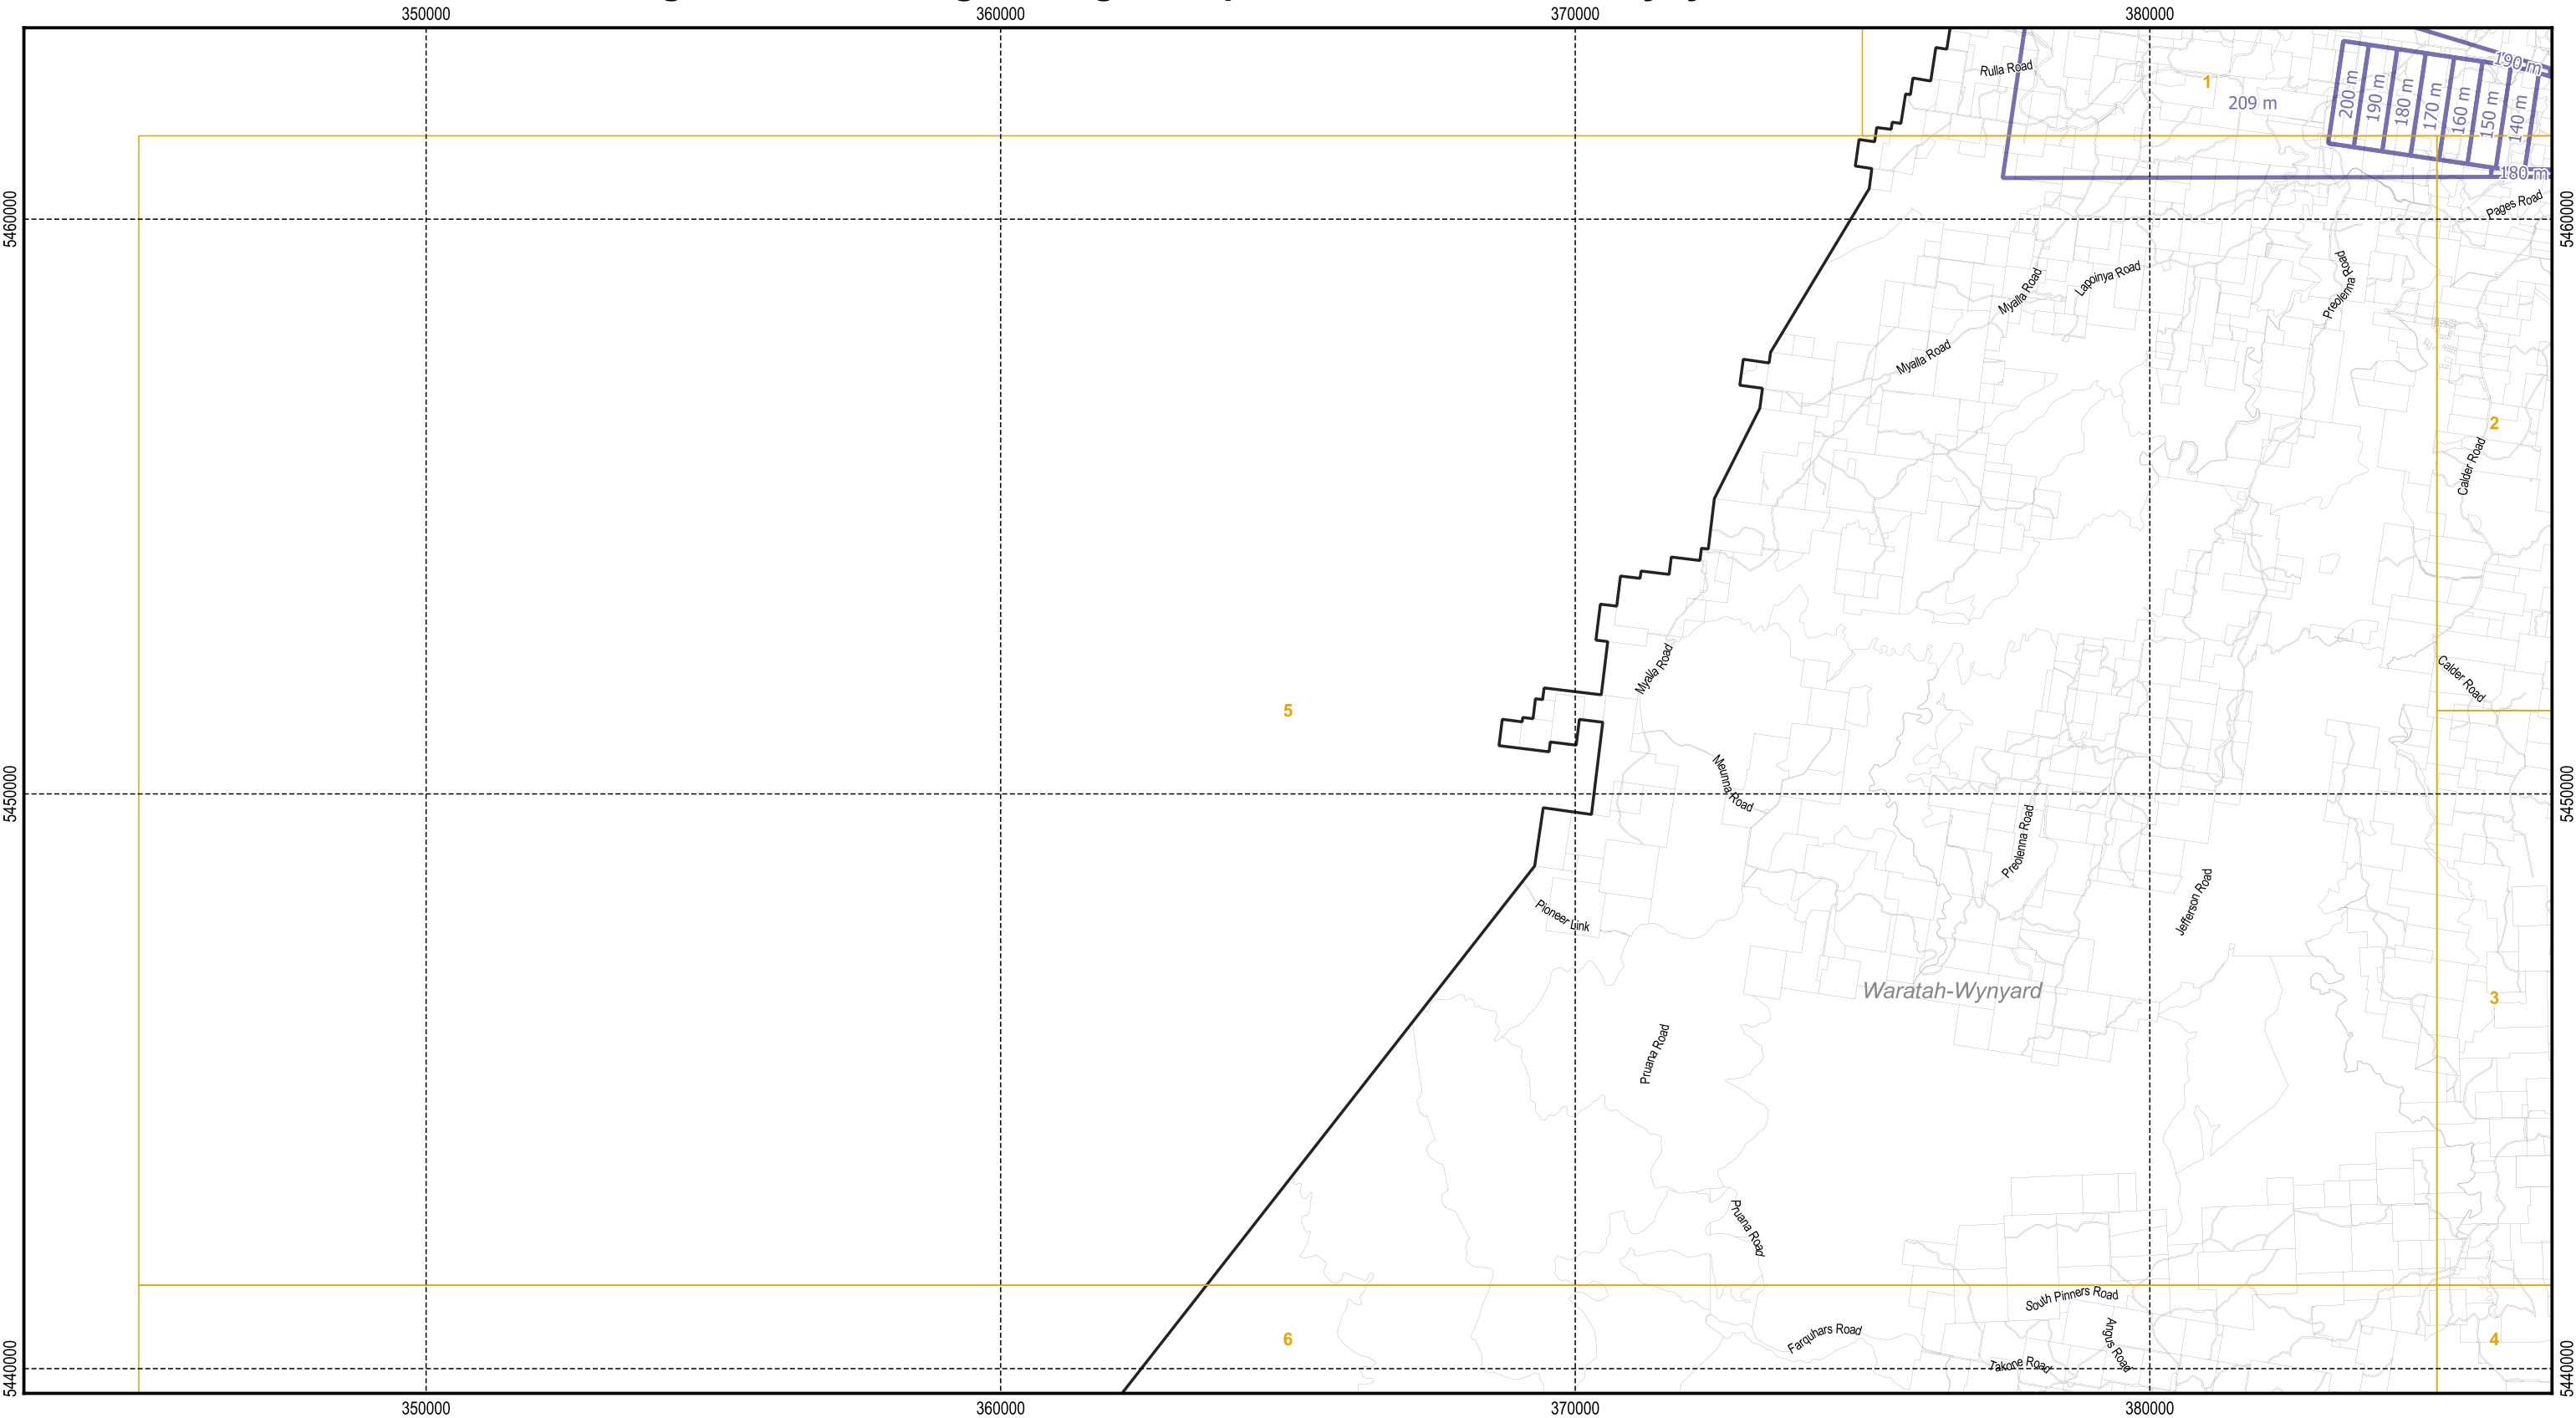 350000
360000
370000
380000
Rulla Road
1
209 m
200 m
190 m
180 m
170 m
160 m
150 m
140 m
190 m
180 m
Pages Road
5460000
5460000
Preolenna Road
Myalla Road
Lapoinya Road
Myalla Road
2
Calder Road
Myalla Road
Calder Road
5
Meunna Road
5450000
5450000
Preolenna Road
Jefferson Road
Pioneer Link
Waratah-Wynyard
3
Pruana Road
Pruana Road
South Pinners Road
Farquhars Road
Angus Road
6
4
Takone Road
5440000
5440000
350000
360000
370000
380000